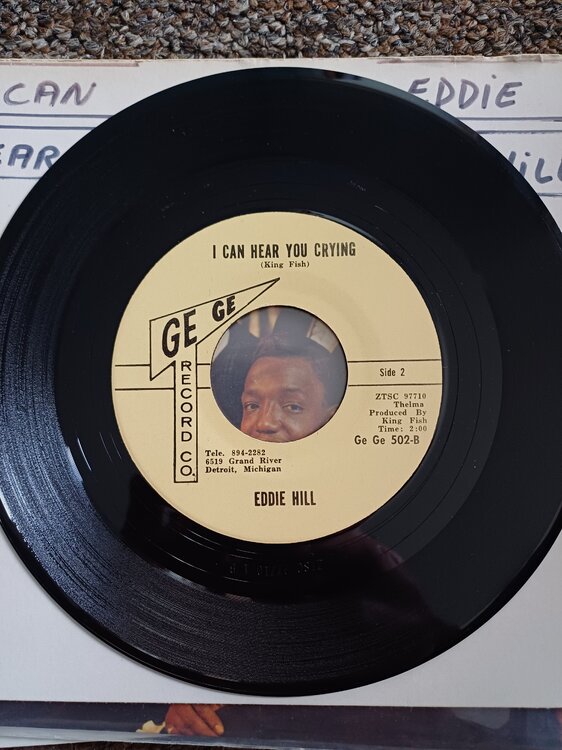 CAN
EDDIE
EAR
HILL
I CAN HEAR YOU CRYING
(King Fish)
GE GE
RECORD CO.
Side 2
ZTSC 97710
Thelma
Produced By
King Fish
Time: 2:00
Ge Ge 502-B
Tele. 894-2282
6519 Grand River
Detroit, Michigan
EDDIE HILL